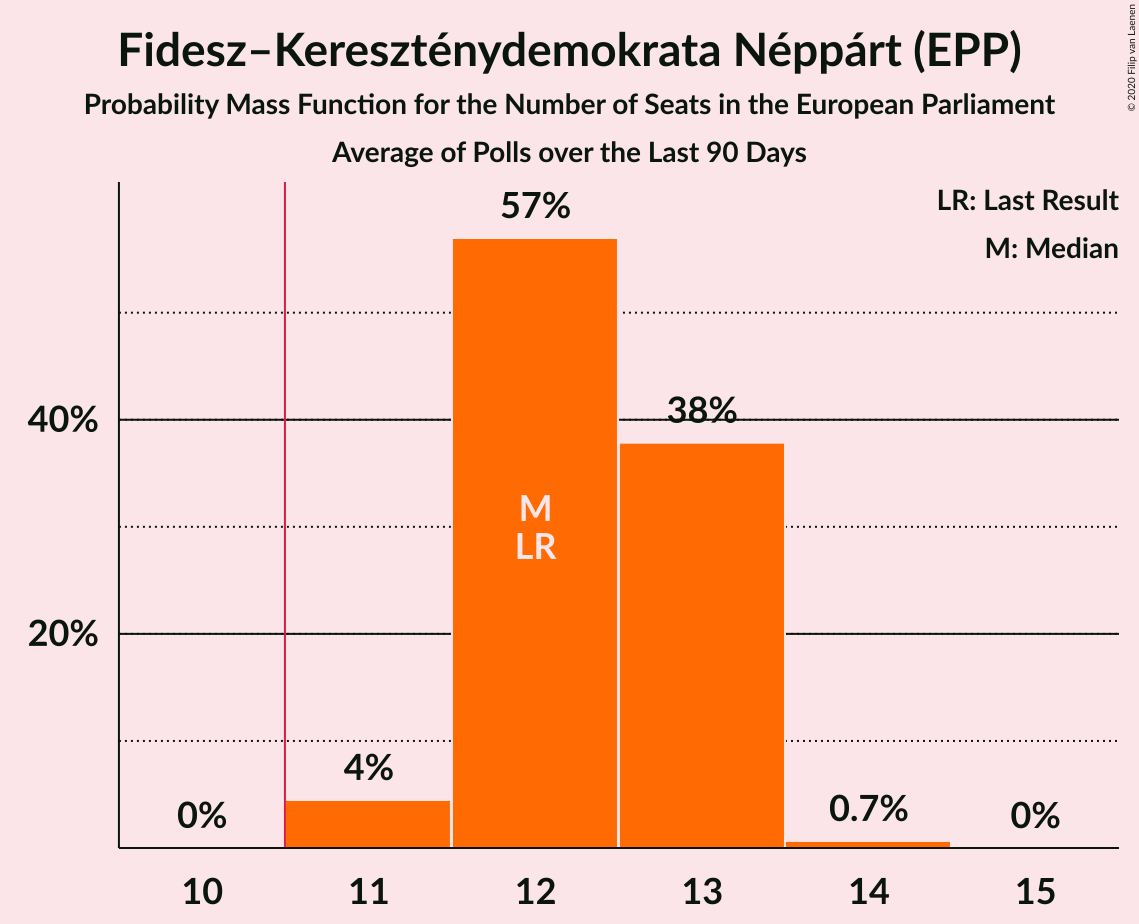 Fidesz–Kereszténydemokrata Néppárt (EPP)
Probability Mass Function for the Number of Seats in the European Parliament
Average of Polls over the Last 90 Days
© 2020 Filip van Laenen
LR: Last Result
M: Median
57%
40%
38%
M
LR
20%
4%
0%
0.7%
0%
10 11 12 13 14 15